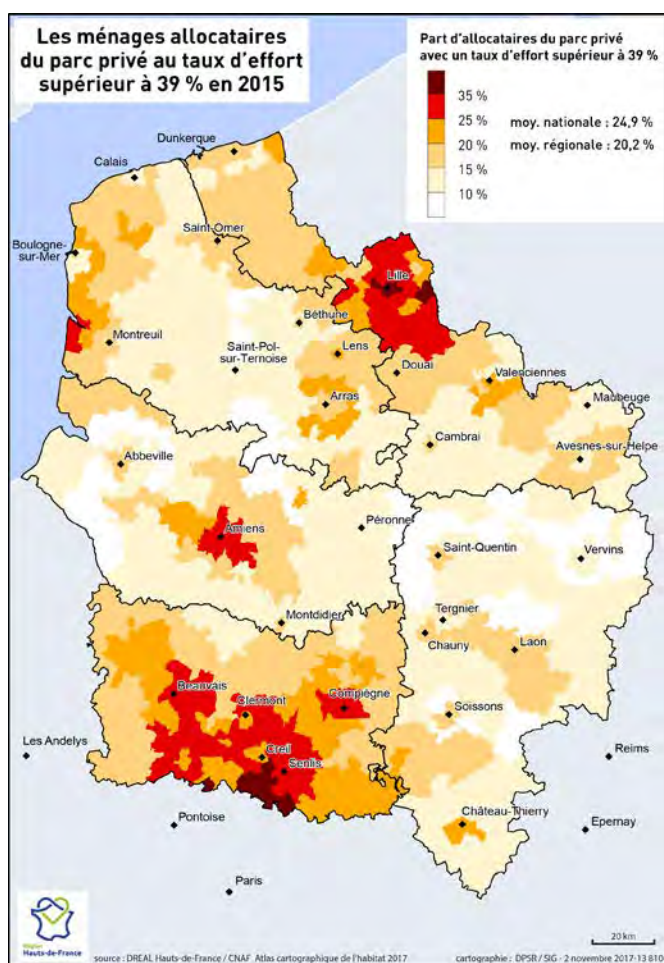 Les ménages allocataires
du parc privé au taux d'effort
supérieur à 39 % en 2015
Part d'allocataires du parc privé
avec un taux d'effort supérieur à 39 %
35 %
25 %
20 %
15 %
10 %
moy. nationale : 24,9 %
moy. régionale : 20,2 %
Dunkerque
Calais
Saint-Omer
Boulogne-
sur-Mer
Lille
Béthune
Montreuil
Saint-Pol-
sur-Ternoise
Lens
Douai
Valenciennes
Maubeuge
Arras
Cambrai
Avesnes-sur-Helpe
Abbeville
Amiens
Péronne
Saint-Quentin
Vervins
Montdidier
Tergnier
Chauny
Laon
Beauvais
Clermont
Compiègne
Soissons
Les Andelys
Creil
Senlis
Reims
Pontoise
Château-Thierry
Epernay
Paris
Région
Hauts-de-France
20 km
source : DREAL Hauts-de-France / CNAF Atlas cartographique de l'habitat 2017
cartographie : DPSR / SIG - 2 novembre 2017-13 810